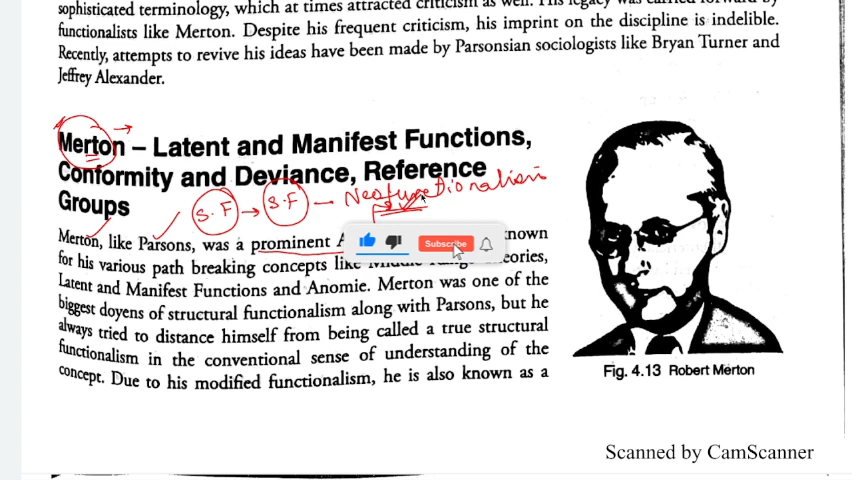 sophisticated terminology, which at times attracted criticism as well. His legacy was carried forward by
functionalists like Merton. Despite his frequent criticism, his imprint on the discipline is indelible.
Recently, attempts to revive his ideas have been made by Parsonsian sociologists like Bryan Turner and
Jeffrey Alexander.
Merton – Latent and Manifest Functions,
Conformity and Deviance, Reference
Groups
S.F → S.F — Neofunctionalism
Merton, like Parsons, was a prominent A known
for his various path breaking concepts like Middle Range Theories,
Latent and Manifest Functions and Anomie. Merton was one of the
biggest doyens of structural functionalism along with Parsons, but he
always tried to distance himself from being called a true structural
functionalism in the conventional sense of understanding of the
concept. Due to his modified functionalism, he is also known as a
Subscribe
Fig. 4.13 Robert Merton
Scanned by CamScanner